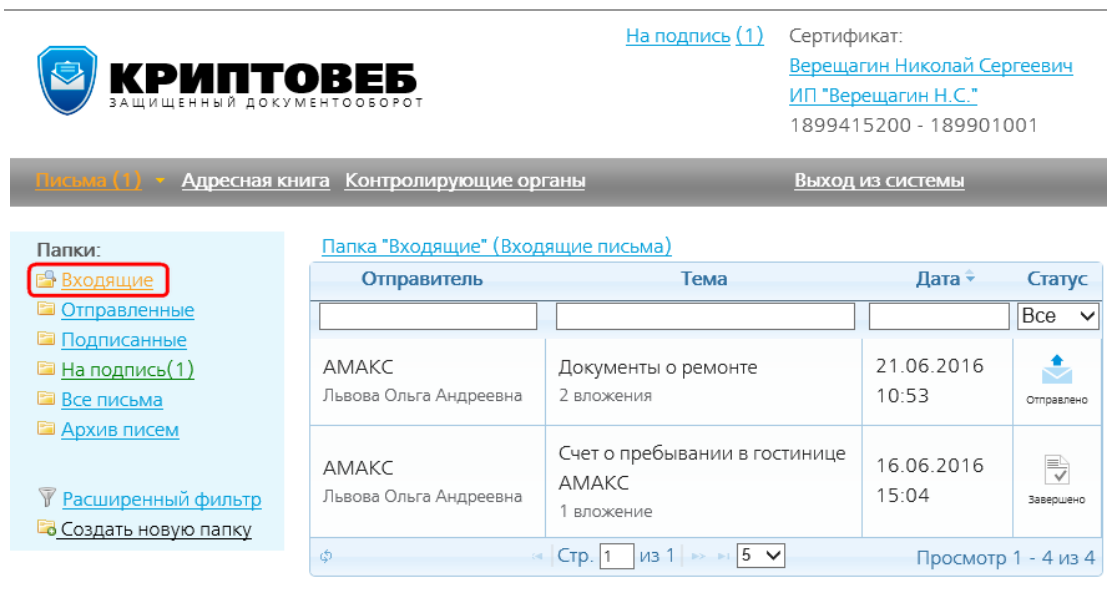 На подпись (1)
Сертификат:
Верещагин Николай Сергеевич
ИП "Верещагин Н.С."
1899415200 - 189901001
КРИПТОВЕБ
ЗАЩИЩЕННЫЙ ДОКУМЕНТООБОРОТ
Письма (1) Адресная книга Контролирующие органы Выход из системы
Папки:
Входящие
Отправленные
Подписанные
На подпись(1)
Все письма
Архив писем
Расширенный фильтр
Создать новую папку
Папка "Входящие" (Входящие письма)
Отправитель Тема Дата Статус
Все
АМАКС Документы о ремонте 21.06.2016
Львова Ольга Андреевна 2 вложения 10:53 Отправлено
Счет о пребывании в гостинице
АМАКС АМАКС 16.06.2016
Львова Ольга Андреевна 1 вложение 15:04 Завершено
Стр. 1 из 1 5 Просмотр 1 - 4 из 4